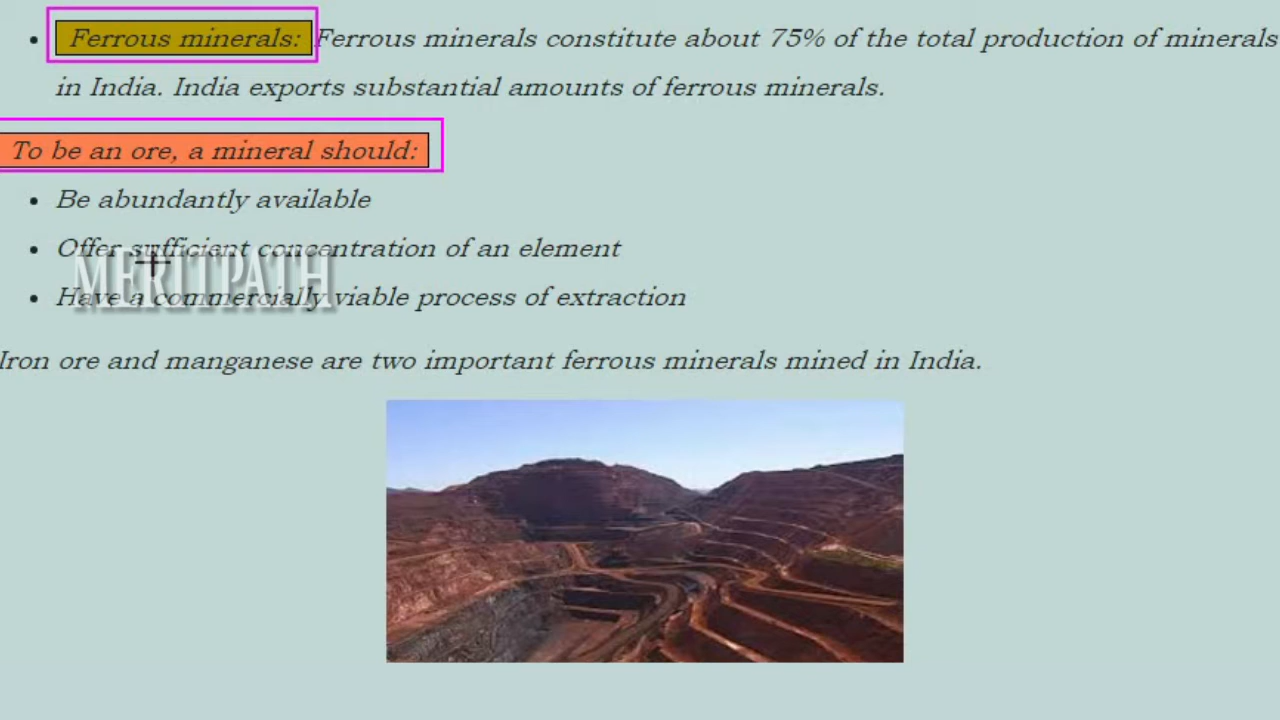 Ferrous minerals: Ferrous minerals constitute about 75% of the total production of minerals
in India. India exports substantial amounts of ferrous minerals.
To be an ore, a mineral should:
Be abundantly available
Offer sufficient concentration of an element
MERITPATH
Have a commercially viable process of extraction
Iron ore and manganese are two important ferrous minerals mined in India.